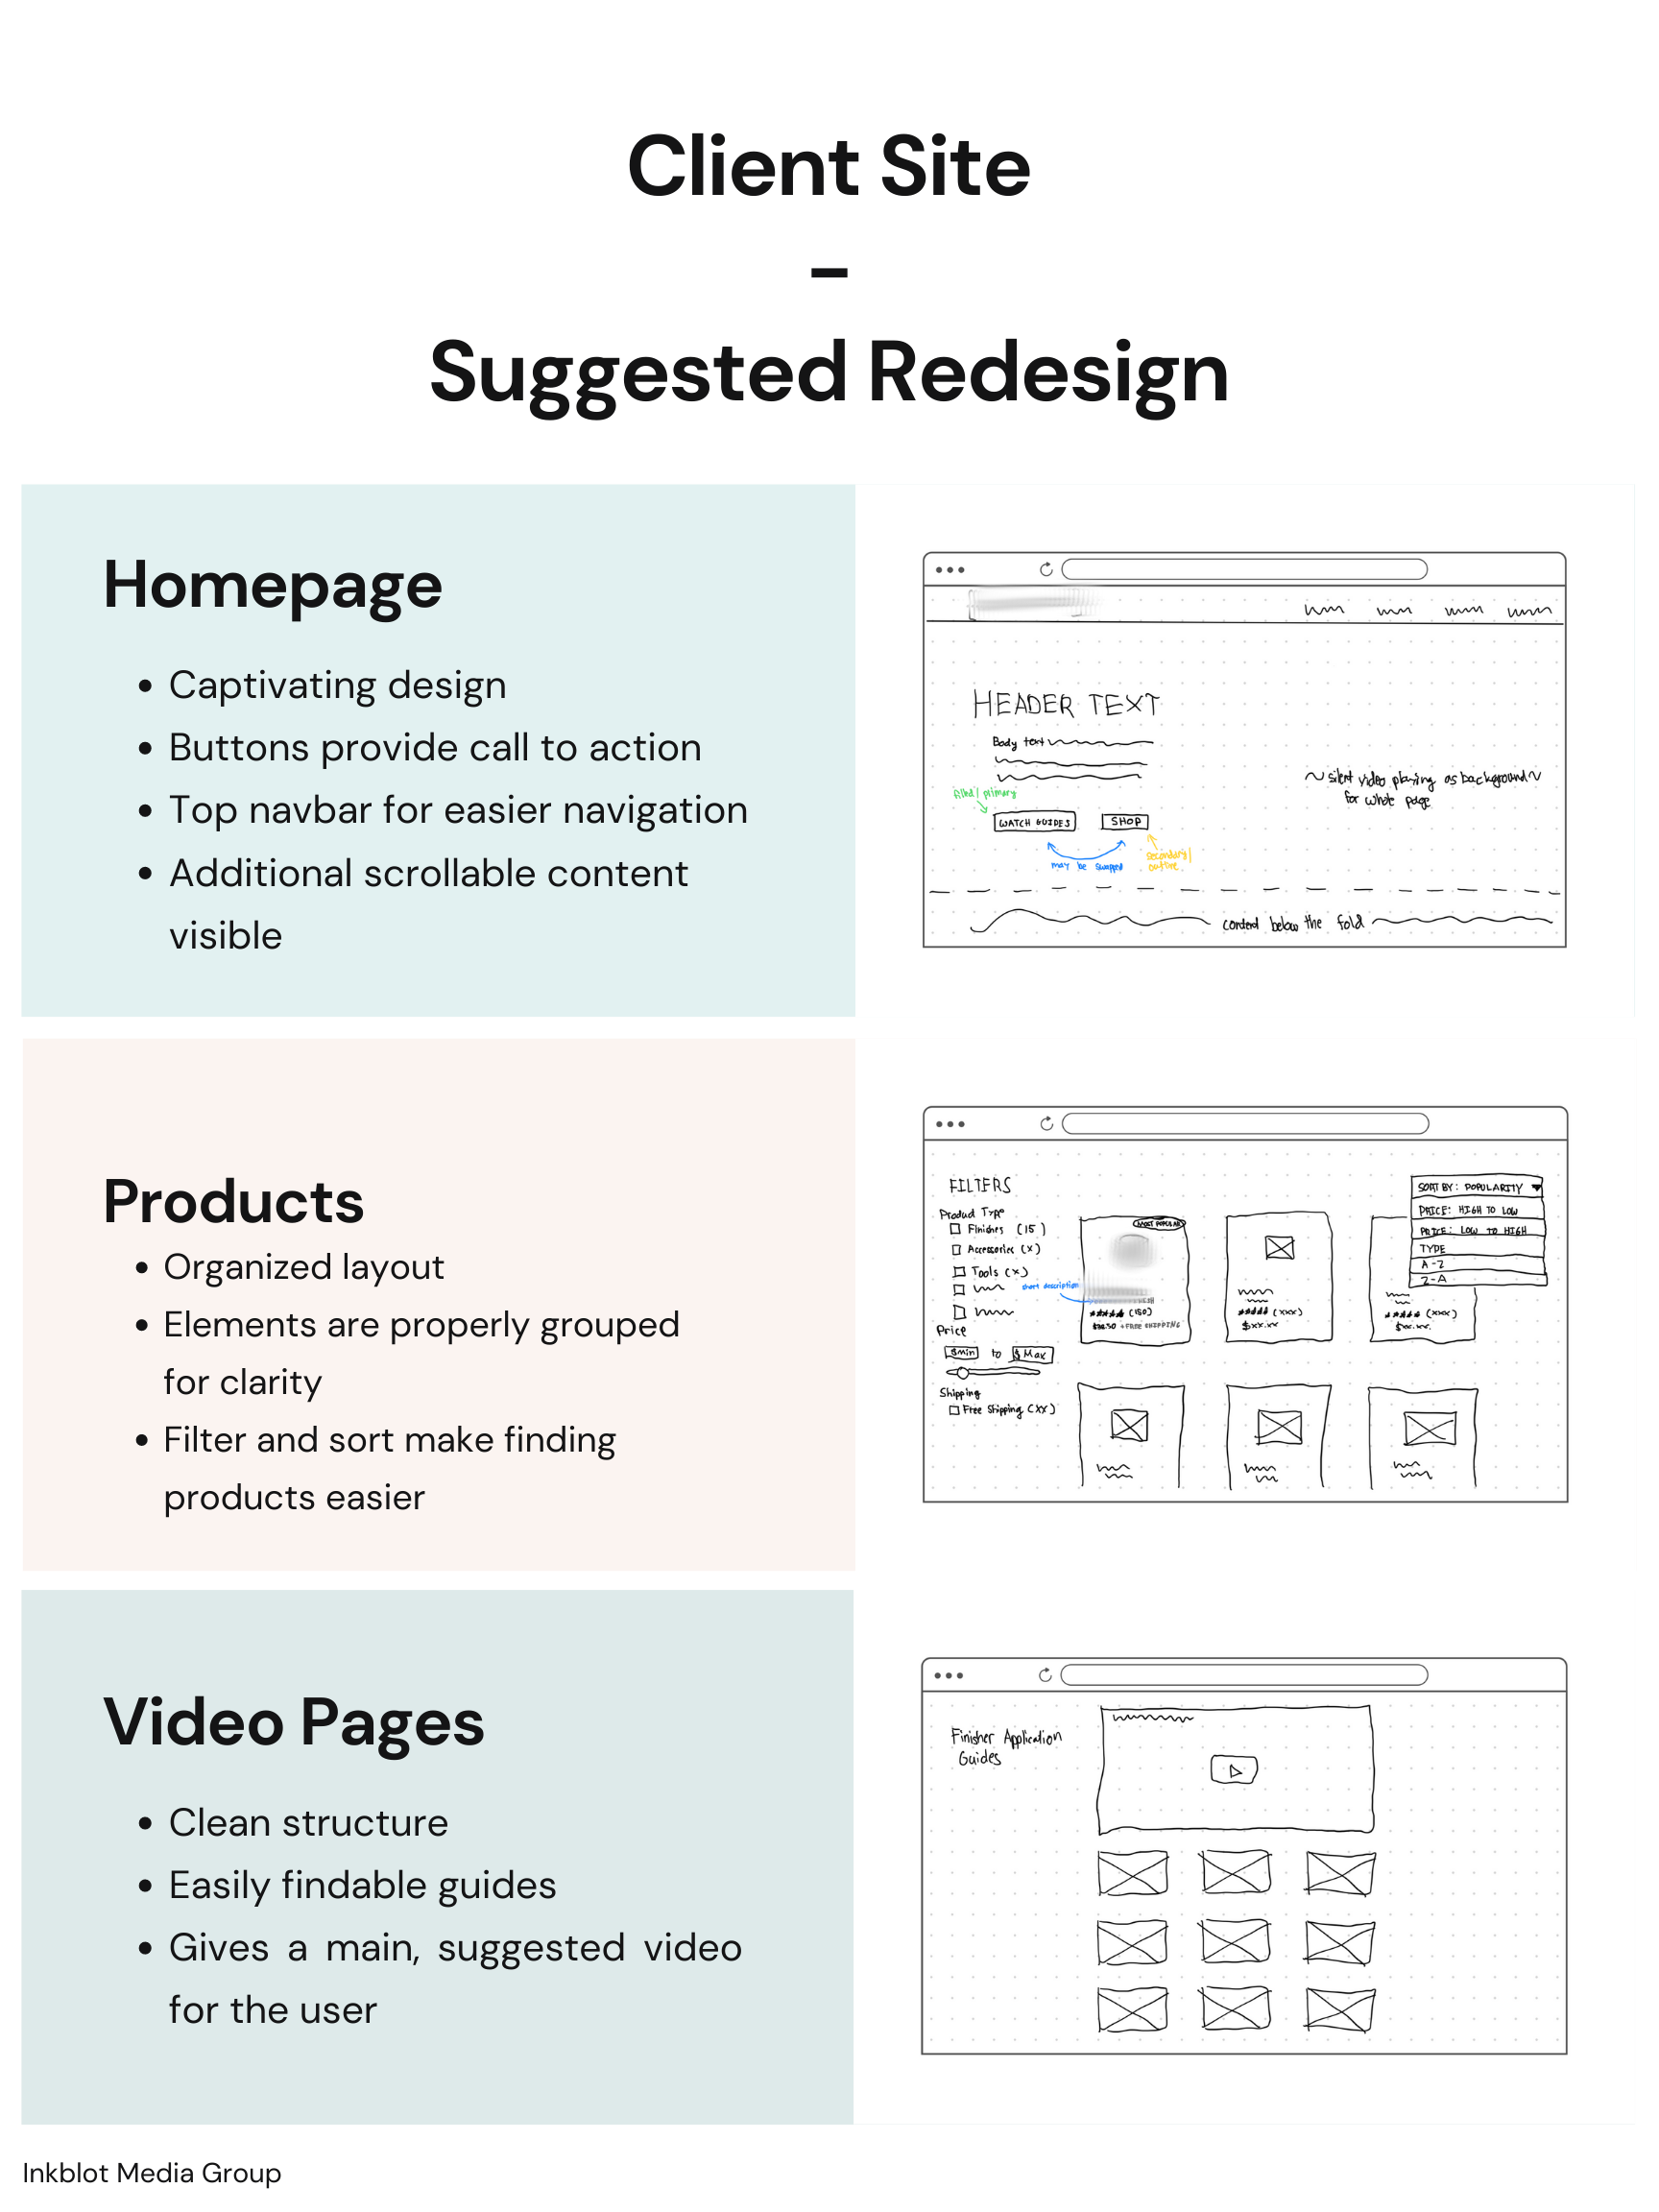 Client Site
–
Suggested Redesign
Homepage
• Captivating design
• Buttons provide call to action
• Top navbar for easier navigation
• Additional scrollable content
visible
HEADER TEXT
Body text
~ silent video playing as background ~
for whole page
filled / primary
WATCH GUIDES
SHOP
may be swapped
secondary/
outline
content below the fold
Products
• Organized layout
• Elements are properly grouped
for clarity
• Filter and sort make finding
products easier
FILTERS
Product Type
Finishes (15)
Accessories (x)
Tools (x)
Price
$min to $Max
Shipping
Free Shipping (XX)
short description
MOST POPULAR
★★★★★ (150)
+ FREE SHIPPING
★★★★★ (xxx)
$xx.xx
★★★★★ (xxx)
$xx.xx
SORT BY: POPULARITY
PRICE: HIGH TO LOW
PRICE: LOW TO HIGH
TYPE
A-Z
Z-A
Video Pages
• Clean structure
• Easily findable guides
• Gives a main, suggested video
for the user
Finisher Application
Guides
Inkblot Media Group